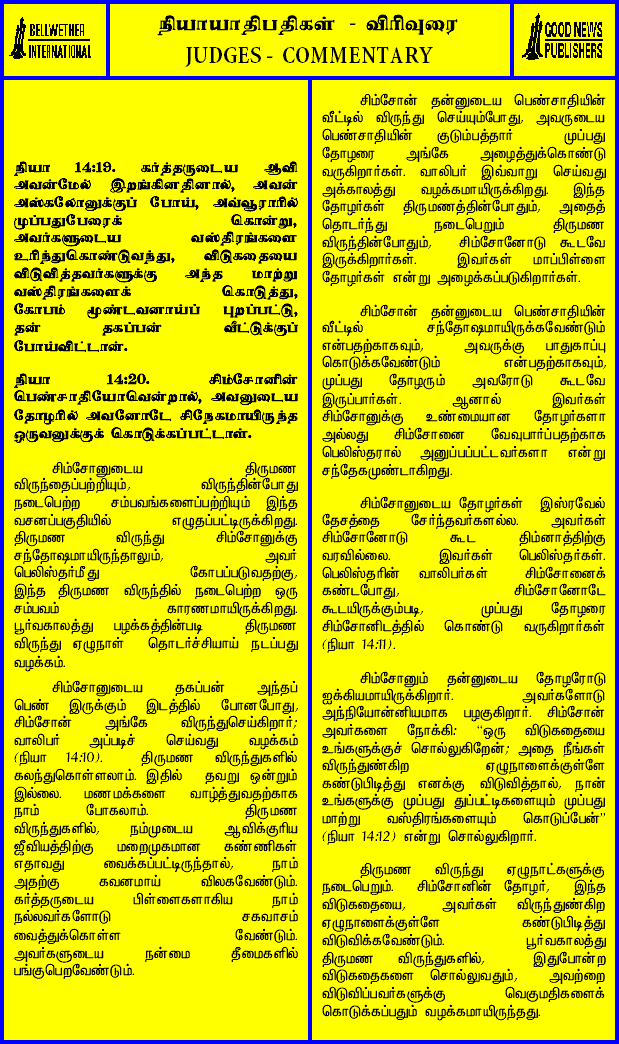 BELLWETHER
INTERNATIONAL
நியாயாதிபதிகள் - விரிவுரை
JUDGES - COMMENTARY
GOOD NEWS
PUBLISHERS
நியா 14:19. கர்த்தருடைய ஆவி
அவன்மேல் இறங்கினதினால், அவன்
அஸ்கலோனுக்குப் போய், அவ்வூராரில்
முப்பதுபேரைக் கொன்று,
அவர்களுடைய வஸ்திரங்களை
உரிந்துகொண்டுவந்து, விடுகதையை
விடுவித்தவர்களுக்கு அந்த மாற்று
வஸ்திரங்களைக் கொடுத்து,
கோபம் மூண்டவனாய்ப் புறப்பட்டு,
தன் தகப்பன் வீட்டுக்குப்
போய்விட்டான்.
நியா 14:20. சிம்சோனின்
பெண்சாதியோவென்றால், அவனுடைய
தோழரில் அவனோடே சிநேகமாயிருந்த
ஒருவனுக்குக் கொடுக்கப்பட்டாள்.
சிம்சோனுடைய திருமண
விருந்தைப்பற்றியும், விருந்தின்போது
நடைபெற்ற சம்பவங்களைப்பற்றியும் இந்த
வசனப்பகுதியில் எழுதப்பட்டிருக்கிறது.
திருமண விருந்து சிம்சோனுக்கு
சந்தோஷமாயிருந்தாலும், அவர்
பெலிஸ்தர்மீது கோபப்படுவதற்கு,
இந்த திருமண விருந்தில் நடைபெற்ற ஒரு
சம்பவம் காரணமாயிருக்கிறது.
பூர்வகாலத்து பழக்கத்தின்படி திருமண
விருந்து ஏழுநாள் தொடர்ச்சியாய் நடப்பது
வழக்கம்.
சிம்சோனுடைய தகப்பன் அந்தப்
பெண் இருக்கும் இடத்தில் போனபோது,
சிம்சோன் அங்கே விருந்துசெய்கிறார்;
வாலிபர் அப்படிச் செய்வது வழக்கம்
(நியா 14:10). திருமண விருந்துகளில்
கலந்துகொள்ளலாம். இதில் தவறு ஒன்றும்
இல்லை. மணமக்களை வாழ்த்துவதற்காக
நாம் போகலாம். திருமண
விருந்துகளில், நம்முடைய ஆவிக்குரிய
ஜீவியத்திற்கு மறைமுகமான கண்ணிகள்
எதாவது வைக்கப்பட்டிருந்தால், நாம்
அதற்கு கவனமாய் விலகவேண்டும்.
கர்த்தருடைய பிள்ளைகளாகிய நாம்
நல்லவர்களோடு சகவாசம்
வைத்துக்கொள்ள வேண்டும்.
அவர்களுடைய நன்மை தீமைகளில்
பங்குபெறவேண்டும்.
சிம்சோன் தன்னுடைய பெண்சாதியின்
வீட்டில் விருந்து செய்யும்போது, அவருடைய
பெண்சாதியின் குடும்பத்தார் முப்பது
தோழரை அங்கே அழைத்துக்கொண்டு
வருகிறார்கள். வாலிபர் இவ்வாறு செய்வது
அக்காலத்து வழக்கமாயிருக்கிறது. இந்த
தோழர்கள் திருமணத்தின்போதும், அதைத்
தொடர்ந்து நடைபெறும் திருமண
விருந்தின்போதும், சிம்சோனோடு கூடவே
இருக்கிறார்கள். இவர்கள் மாப்பிள்ளை
தோழர்கள் என்று அழைக்கப்படுகிறார்கள்.
சிம்சோன் தன்னுடைய பெண்சாதியின்
வீட்டில் சந்தோஷமாயிருக்கவேண்டும்
என்பதற்காகவும், அவருக்கு பாதுகாப்பு
கொடுக்கவேண்டும் என்பதற்காகவும்,
முப்பது தோழரும் அவரோடு கூடவே
இருப்பார்கள். ஆனால் இவர்கள்
சிம்சோனுக்கு உண்மையான தோழர்களா
அல்லது சிம்சோனை வேவுபார்ப்பதற்காக
பெலிஸ்தரால் அனுப்பப்பட்டவர்களா என்று
சந்தேகமுண்டாகிறது.
சிம்சோனுடைய தோழர்கள் இஸ்ரவேல்
தேசத்தை சேர்ந்தவர்களல்ல. அவர்கள்
சிம்சோனோடு கூட திம்னாத்திற்கு
வரவில்லை. இவர்கள் பெலிஸ்தர்கள்.
பெலிஸ்தரின் வாலிபர்கள் சிம்சோனைக்
கண்டபோது, சிம்சோனோடே
கூடயிருக்கும்படி, முப்பது தோழரை
சிம்சோனிடத்தில் கொண்டு வருகிறார்கள்
(நியா 14:11).
சிம்சோனும் தன்னுடைய தோழரோடு
ஐக்கியமாயிருக்கிறார். அவர்களோடு
அந்நியோன்னியமாக பழகுகிறார். சிம்சோன்
அவர்களை நோக்கி: "ஒரு விடுகதையை
உங்களுக்குச் சொல்லுகிறேன்; அதை நீங்கள்
விருந்துண்கிற ஏழுநாளைக்குள்ளே
கண்டுபிடித்து எனக்கு விடுவித்தால், நான்
உங்களுக்கு முப்பது துப்பட்டிகளையும் முப்பது
மாற்று வஸ்திரங்களையும் கொடுப்பேன்"
(நியா 14:12) என்று சொல்லுகிறார்.
திருமண விருந்து ஏழுநாட்களுக்கு
நடைபெறும். சிம்சோனின் தோழர், இந்த
விடுகதையை, அவர்கள் விருந்துண்கிற
ஏழுநாளைக்குள்ளே கண்டுபிடித்து
விடுவிக்கவேண்டும். பூர்வகாலத்து
திருமண விருந்துகளில், இதுபோன்ற
விடுகதைகளை சொல்லுவதும், அவற்றை
விடுவிப்பவர்களுக்கு வெகுமதிகளைக்
கொடுக்கப்பதும் வழக்கமாயிருந்தது.